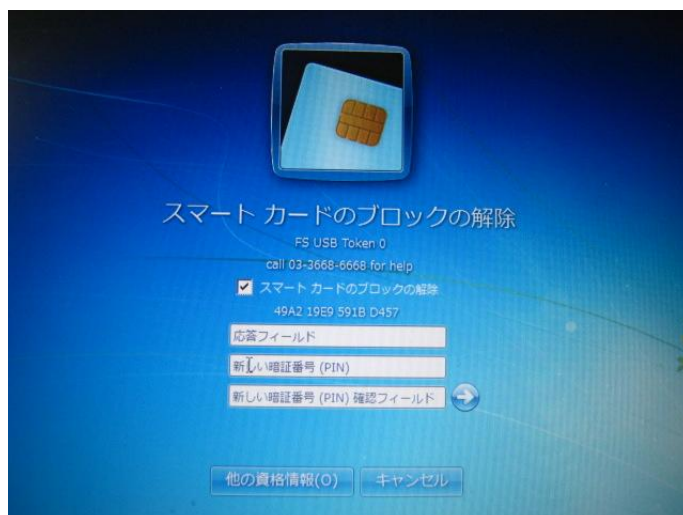 スマート カードのブロックの解除
FS USB Token 0
call 03-3668-6668 for help
スマート カードのブロックの解除
49A2 19E9 591B D457
応答フィールド
新しい暗証番号 (PIN)
新しい暗証番号 (PIN) 確認フィールド
他の資格情報(O) キャンセル